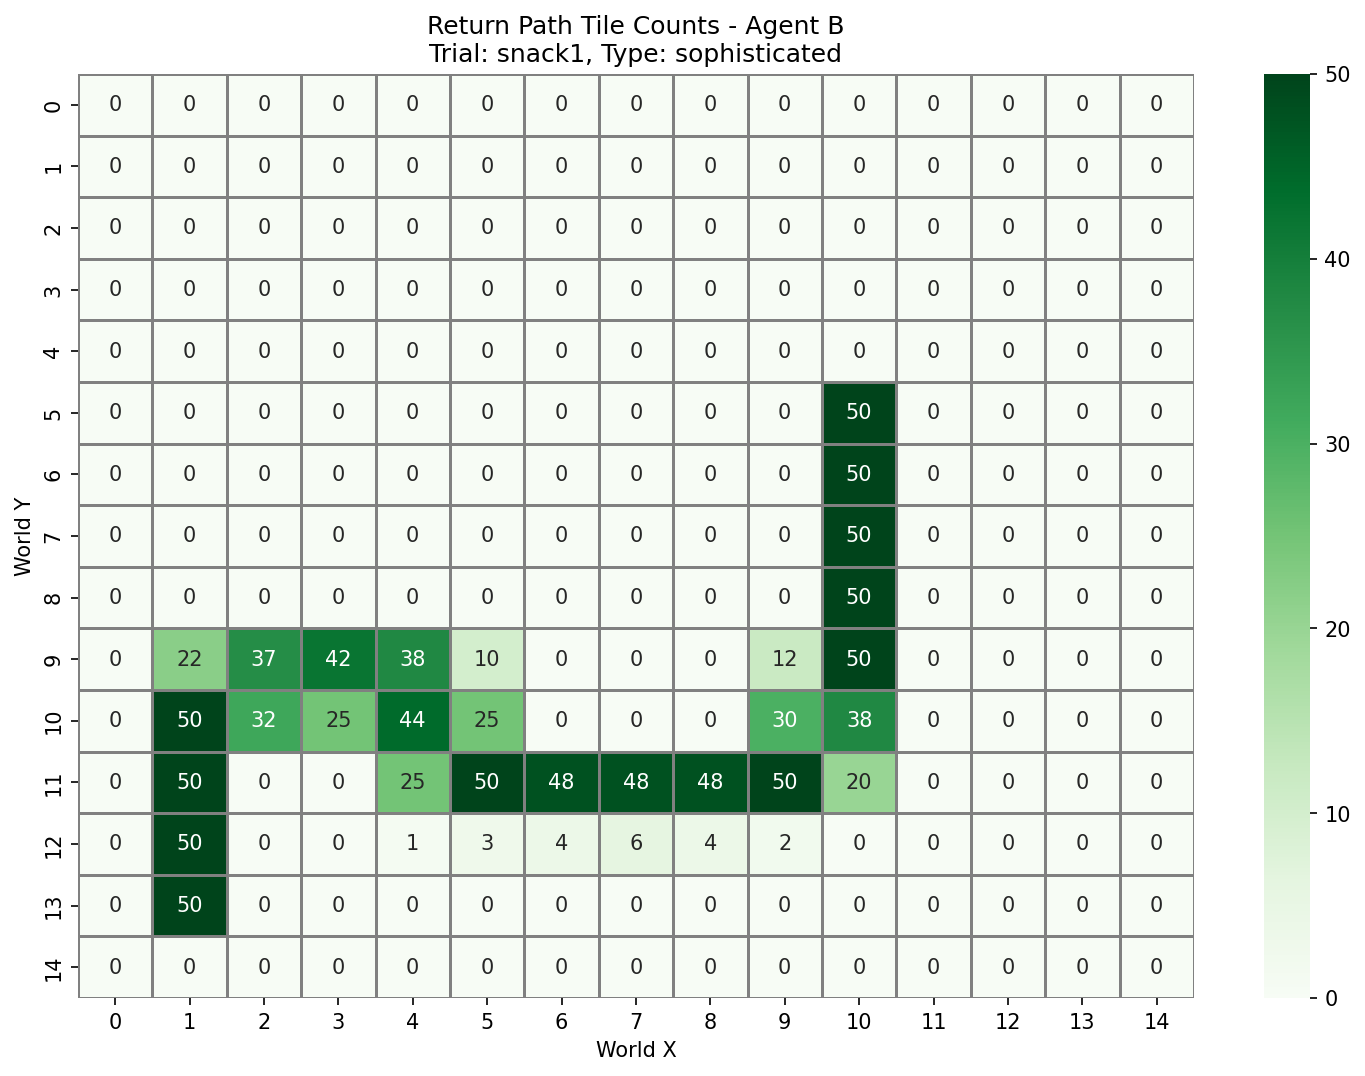 Return Path Tile Counts - Agent B
Trial: snack1, Type: sophisticated
World Y
0 0 0 0 0 0 0 0 0 0 0 0 0 0 0 0
1 0 0 0 0 0 0 0 0 0 0 0 0 0 0 0
2 0 0 0 0 0 0 0 0 0 0 0 0 0 0 0
3 0 0 0 0 0 0 0 0 0 0 0 0 0 0 0
4 0 0 0 0 0 0 0 0 0 0 0 0 0 0 0
5 0 0 0 0 0 0 0 0 0 0 50 0 0 0 0
6 0 0 0 0 0 0 0 0 0 0 50 0 0 0 0
7 0 0 0 0 0 0 0 0 0 0 50 0 0 0 0
8 0 0 0 0 0 0 0 0 0 0 50 0 0 0 0
9 0 22 37 42 38 10 0 0 0 12 50 0 0 0 0
10 0 50 32 25 44 25 0 0 0 30 38 0 0 0 0
11 0 50 0 0 25 50 48 48 48 50 20 0 0 0 0
12 0 50 0 0 1 3 4 6 4 2 0 0 0 0 0
13 0 50 0 0 0 0 0 0 0 0 0 0 0 0 0
14 0 0 0 0 0 0 0 0 0 0 0 0 0 0 0
0 1 2 3 4 5 6 7 8 9 10 11 12 13 14
World X
50
40
30
20
10
0